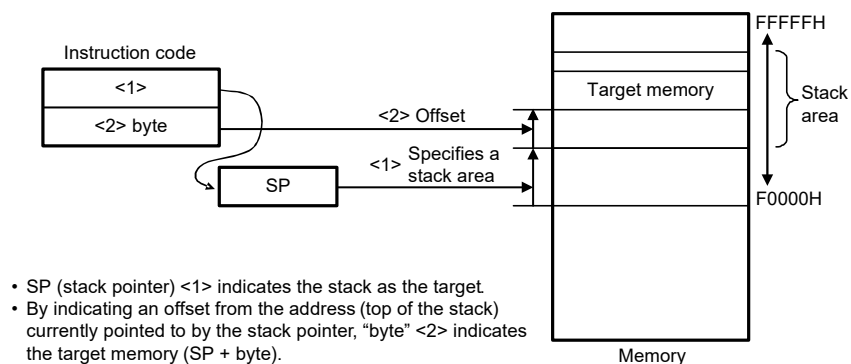 FFFFFH
Instruction code
<1>
<2> byte
SP
<2> Offset
<1> Specifies a
stack area
Target memory
Stack
area
F0000H
• SP (stack pointer) <1> indicates the stack as the target.
• By indicating an offset from the address (top of the stack)
currently pointed to by the stack pointer, “byte” <2> indicates
the target memory (SP + byte).
Memory